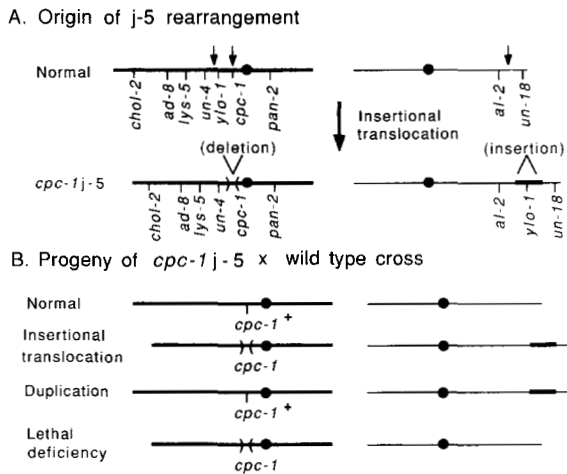 A. Origin of j-5 rearrangement
Normal
chol-2 ad-8 lys-5 un-4 ylo-1 cpc-1 pan-2 al-2 un-18
Insertional
translocation
(deletion) (insertion)
cpc-1 j-5
chol-2 ad-8 lys-5 un-4 cpc-1 pan-2 al-2 ylo-1 un-18
B. Progeny of cpc-1 j-5 x wild type cross
Normal
cpc-1 +
Insertional
translocation
cpc-1
Duplication
cpc-1 +
Lethal
deficiency
cpc-1